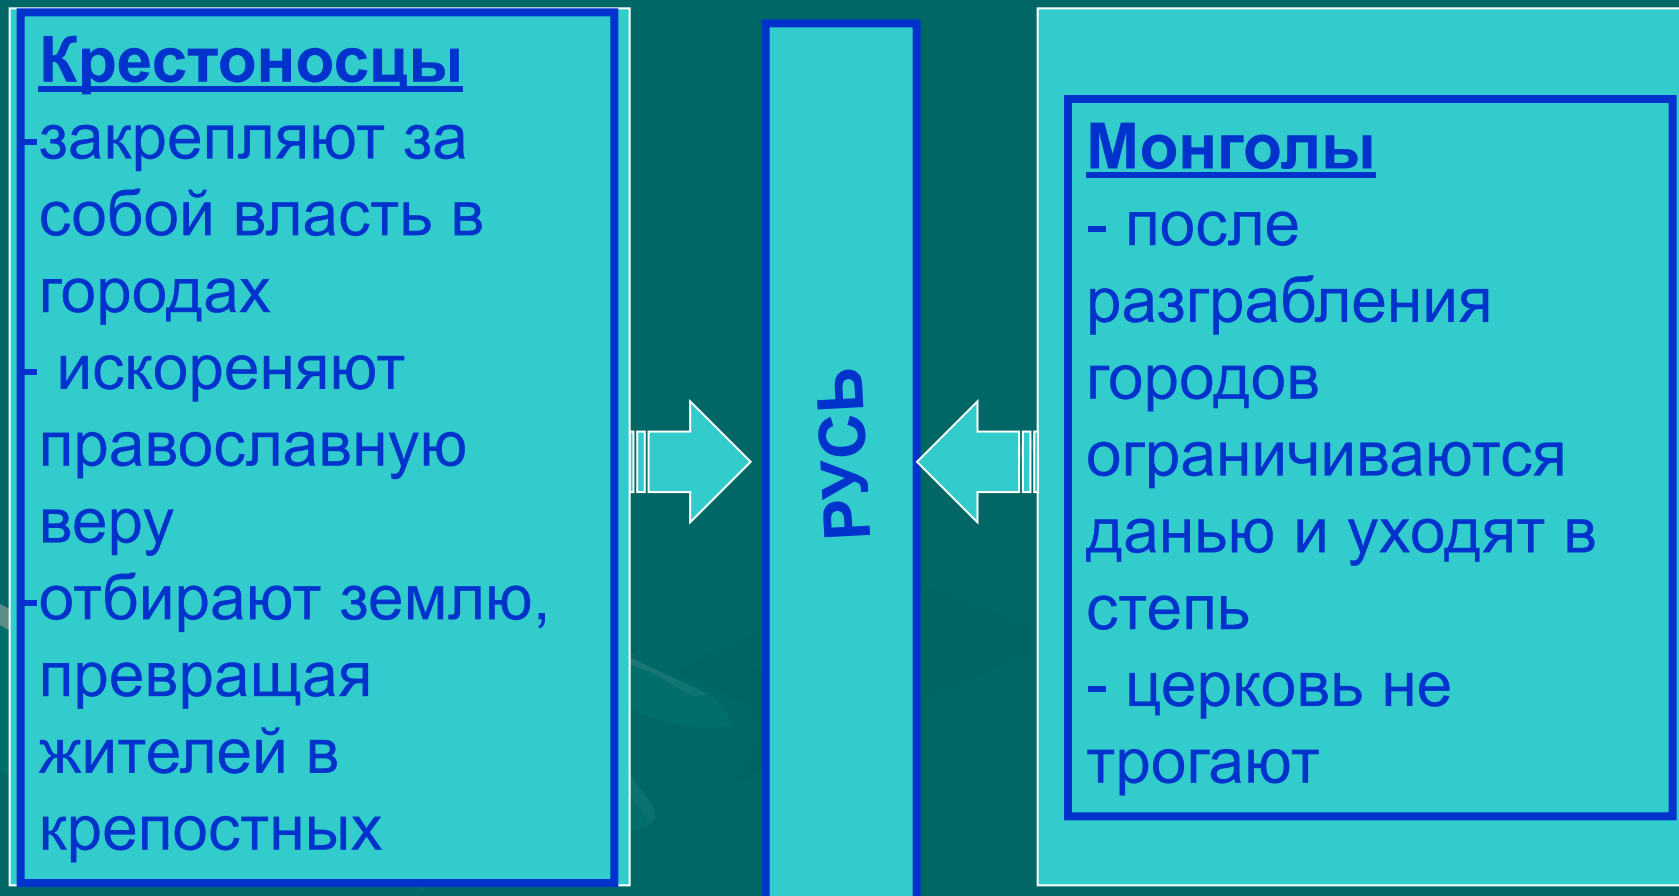 Крестоносцы
-закрепляют за
собой власть в
городах
- искореняют
православную
веру
-отбирают землю,
превращая
жителей в
крепостных
РУСЬ
Монголы
- после
разграбления
городов
ограничиваются
данью и уходят в
степь
- церковь не
трогают